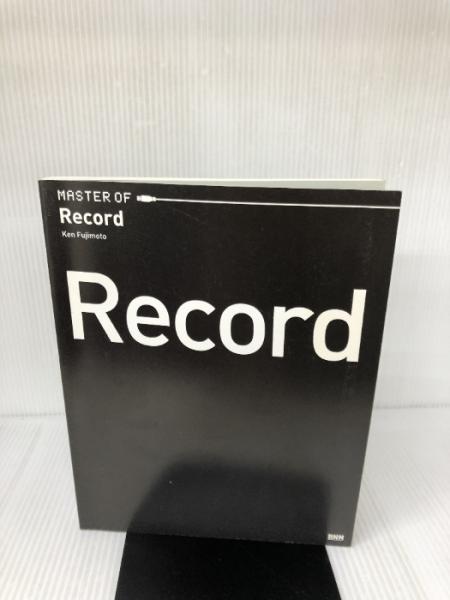 MASTER OF
Record
Ken Fujimoto
Record
BNN